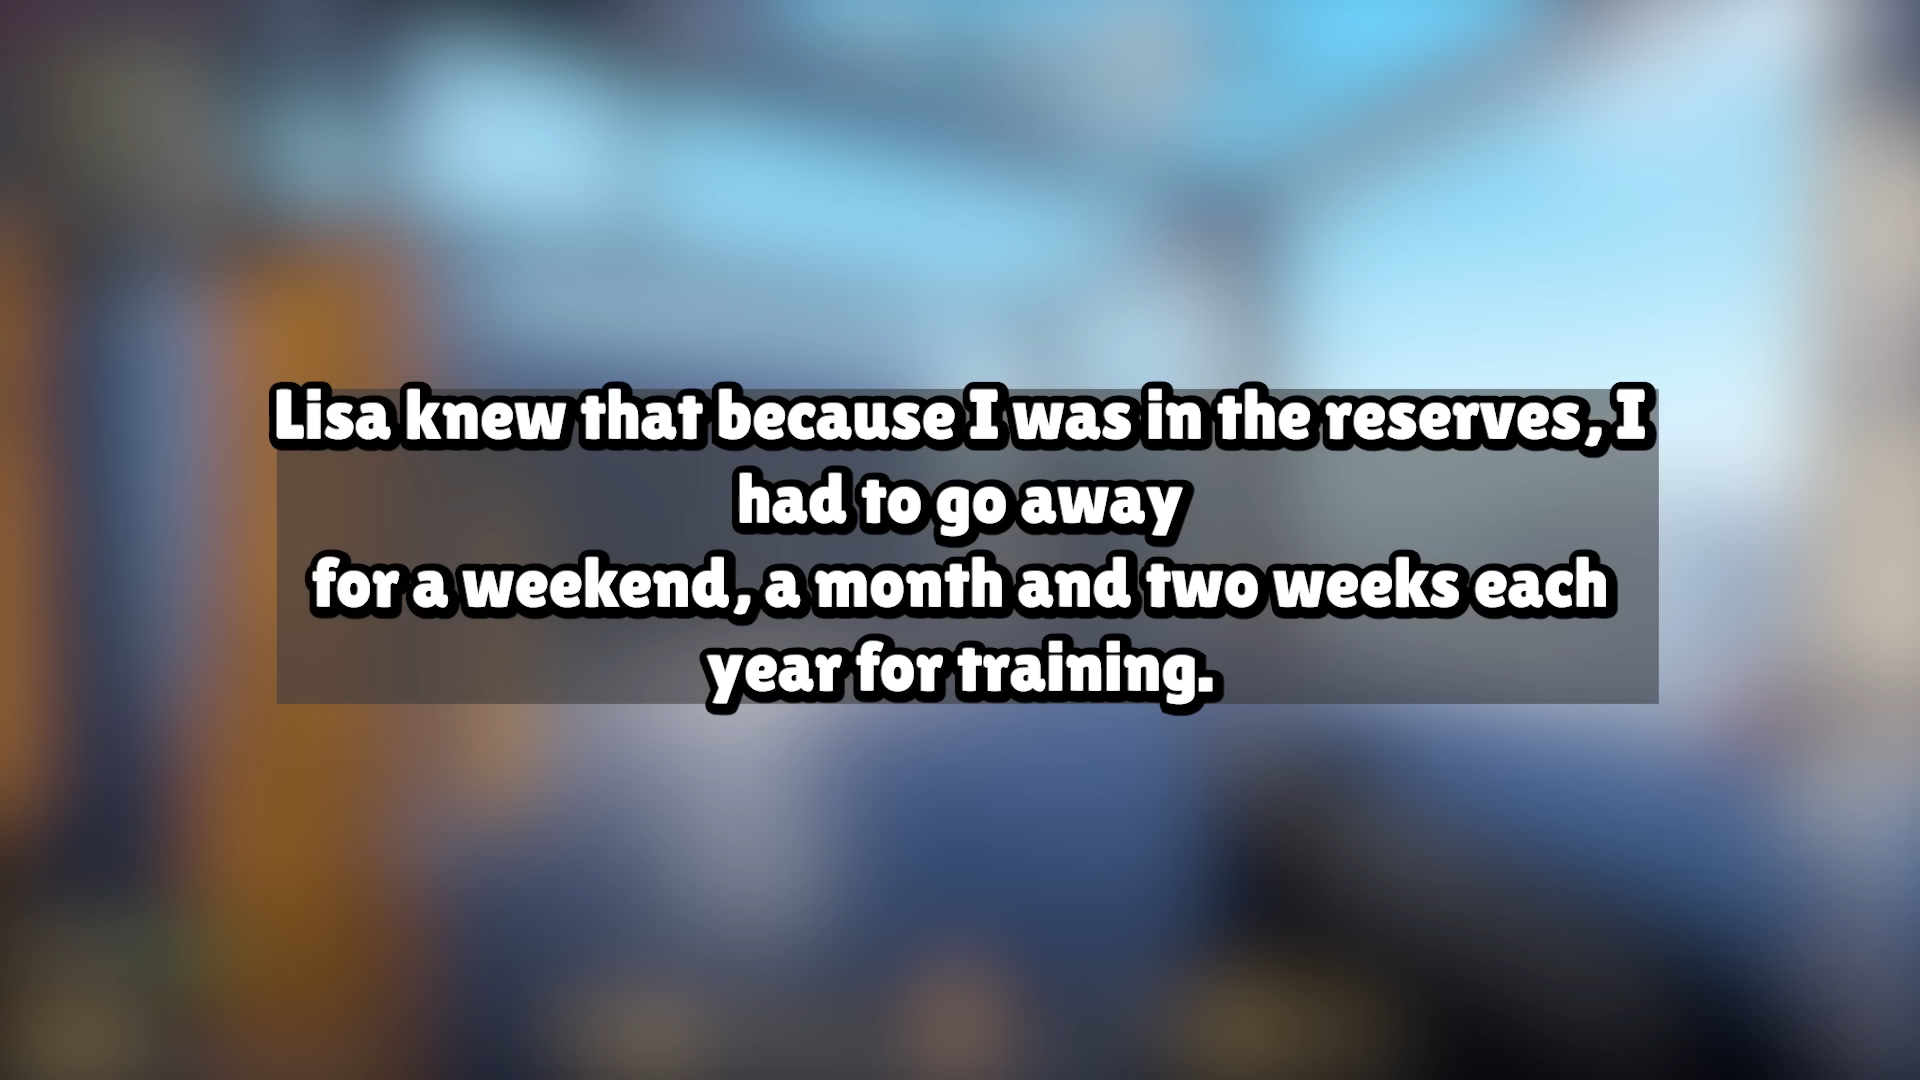 Lisa knew that because I was in the reserves, I
had to go away
for a weekend, a month and two weeks each
year for training.